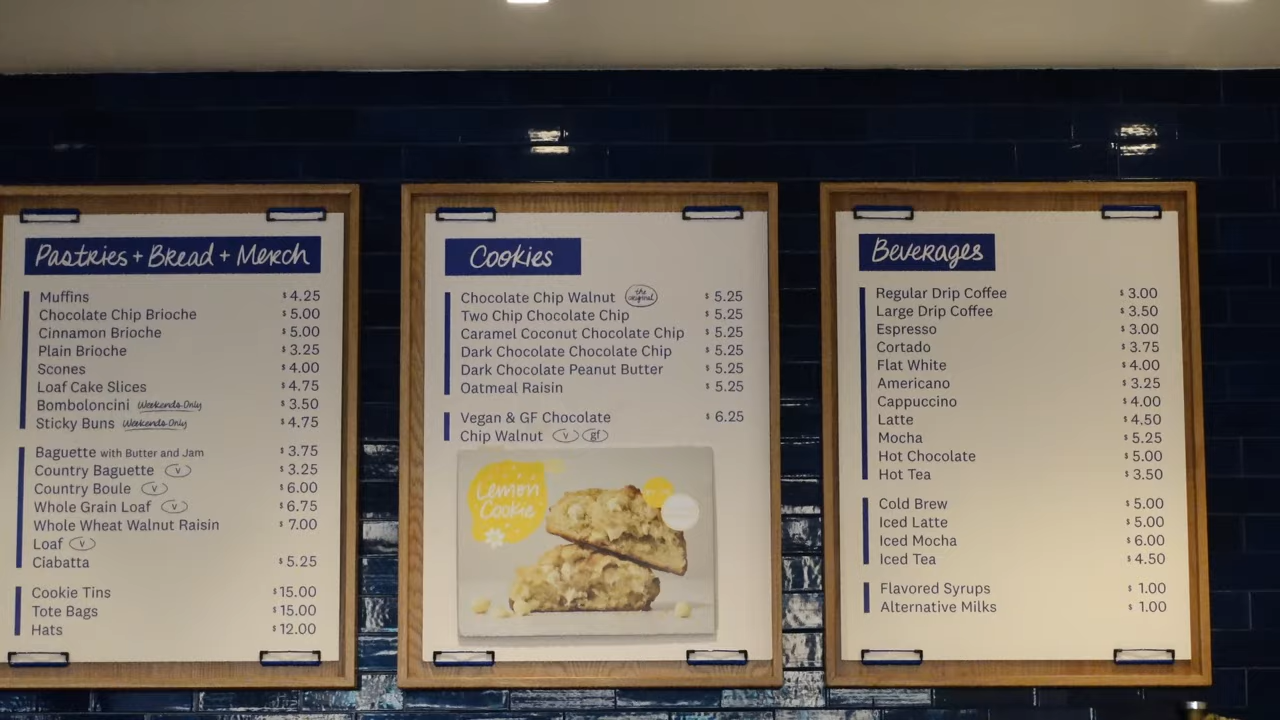 Pastries + Bread + Merch
Muffins $4.25
Chocolate Chip Brioche $5.00
Cinnamon Brioche $5.00
Plain Brioche $3.25
Scones $4.00
Loaf Cake Slices $4.75
Bomboloncini Weekends Only $3.50
Sticky Buns Weekends Only $4.75
Baguette with Butter and Jam $3.75
Country Baguette v $3.25
Country Boule v $6.00
Whole Grain Loaf v $6.75
Whole Wheat Walnut Raisin $7.00
Loaf v
Ciabatta $5.25
Cookie Tins $15.00
Tote Bags $15.00
Hats $12.00
Cookies
Chocolate Chip Walnut the original $5.25
Two Chip Chocolate Chip $5.25
Caramel Coconut Chocolate Chip $5.25
Dark Chocolate Chocolate Chip $5.25
Dark Chocolate Peanut Butter $5.25
Oatmeal Raisin $5.25
Vegan & GF Chocolate $6.25
Chip Walnut v gf
Lemon
Cookie
Beverages
Regular Drip Coffee $3.00
Large Drip Coffee $3.50
Espresso $3.00
Cortado $3.75
Flat White $4.00
Americano $3.25
Cappuccino $4.00
Latte $4.50
Mocha $5.25
Hot Chocolate $5.00
Hot Tea $3.50
Cold Brew $5.00
Iced Latte $5.00
Iced Mocha $6.00
Iced Tea $4.50
Flavored Syrups $1.00
Alternative Milks $1.00